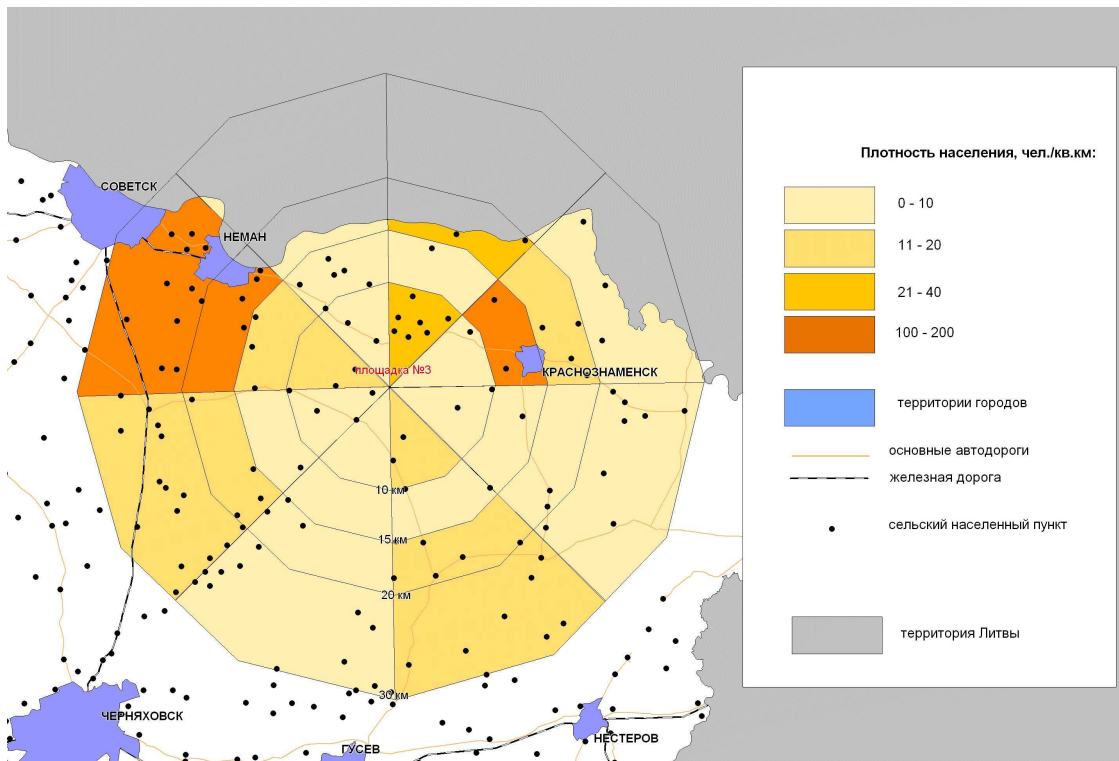 СОВЕТСК
НЕМАН
площадка №3
КРАСНОЗНАМЕНСК
10 км
15 км
20 км
30 км
ЧЕРНЯХОВСК
ГУСЕВ
НЕСТЕРОВ
Плотность населения, чел./кв.км:
0 - 10
11 - 20
21 - 40
100 - 200
территории городов
основные автодороги
железная дорога
сельский населенный пункт
территория Литвы